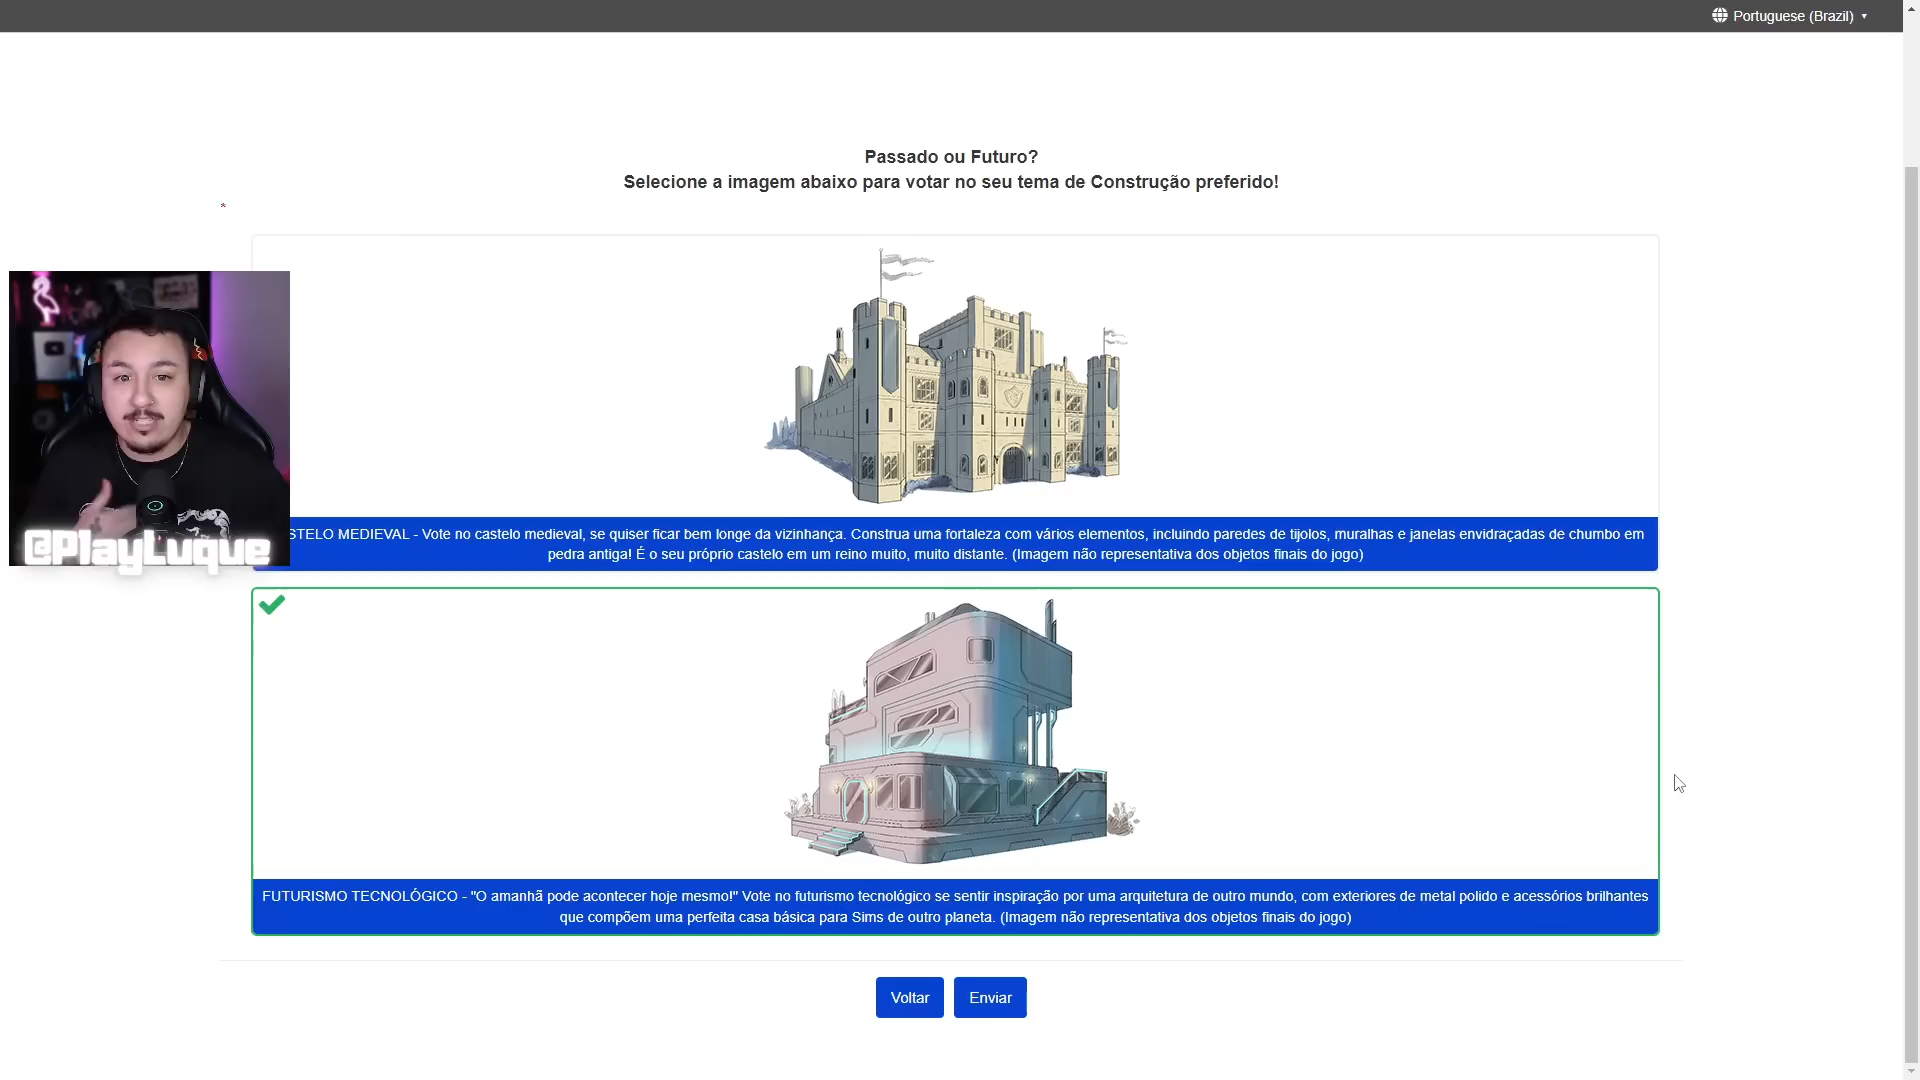 Portuguese (Brazil)
Passado ou Futuro?
Selecione a imagem abaixo para votar no seu tema de Construção preferido!
*
STELO MEDIEVAL - Vote no castelo medieval, se quiser ficar bem longe da vizinhança. Construa uma fortaleza com vários elementos, incluindo paredes de tijolos, muralhas e janelas envidraçadas de chumbo em
pedra antiga! É o seu próprio castelo em um reino muito, muito distante. (Imagem não representativa dos objetos finais do jogo)
@PlayLuque
FUTURISMO TECNOLÓGICO - "O amanhã pode acontecer hoje mesmo!" Vote no futurismo tecnológico se sentir inspiração por uma arquitetura de outro mundo, com exteriores de metal polido e acessórios brilhantes
que compõem uma perfeita casa básica para Sims de outro planeta. (Imagem não representativa dos objetos finais do jogo)
Voltar
Enviar